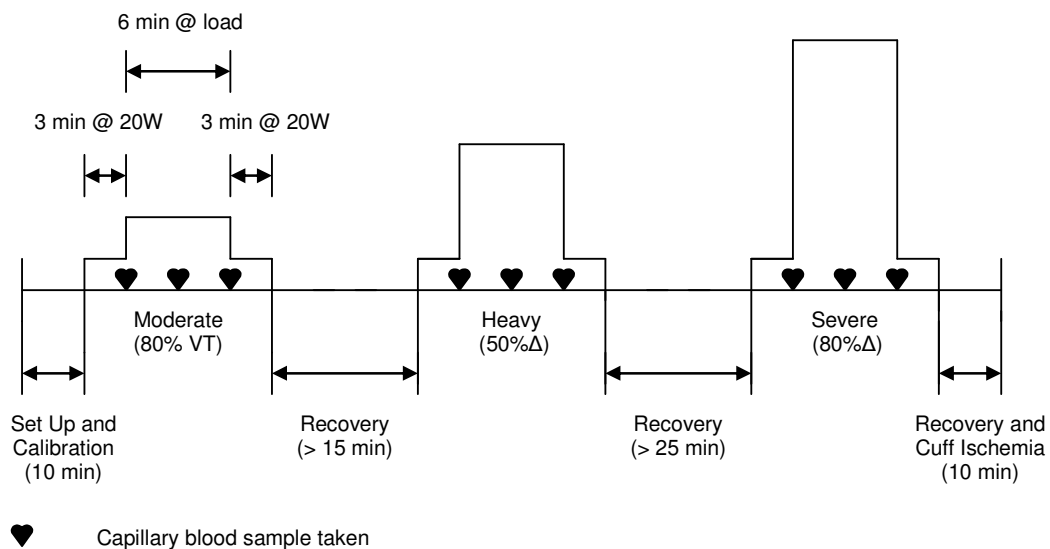 6 min @ load
3 min @ 20W
3 min @ 20W
Moderate
(80% VT)
Heavy
(50%Δ)
Severe
(80%Δ)
Set Up and
Calibration
(10 min)
Recovery
(> 15 min)
Recovery
(> 25 min)
Recovery and
Cuff Ischemia
(10 min)
Capillary blood sample taken